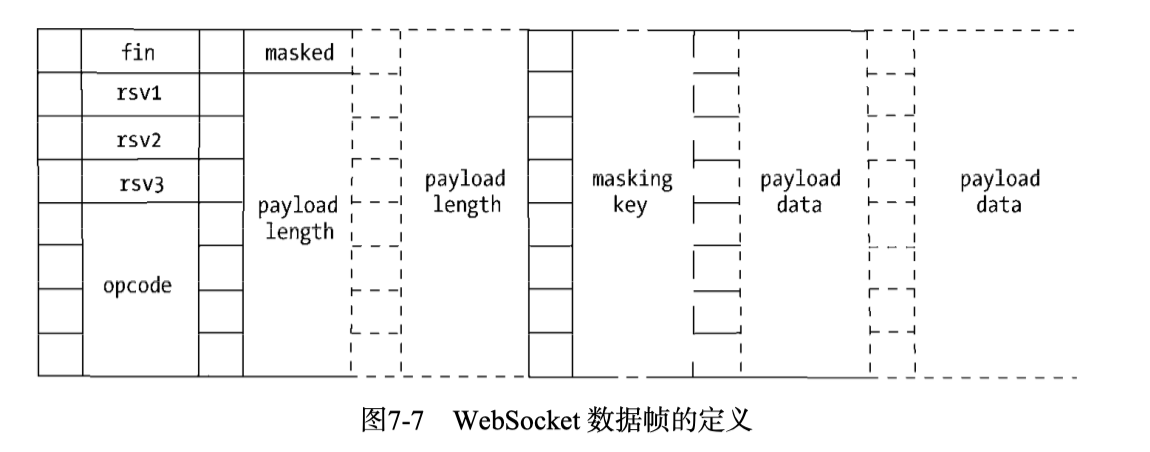 fin
rsv1
rsv2
rsv3
opcode
masked
payload
length
payload
length
masking
key
payload
data
payload
data
图7-7 WebSocket 数据帧的定义